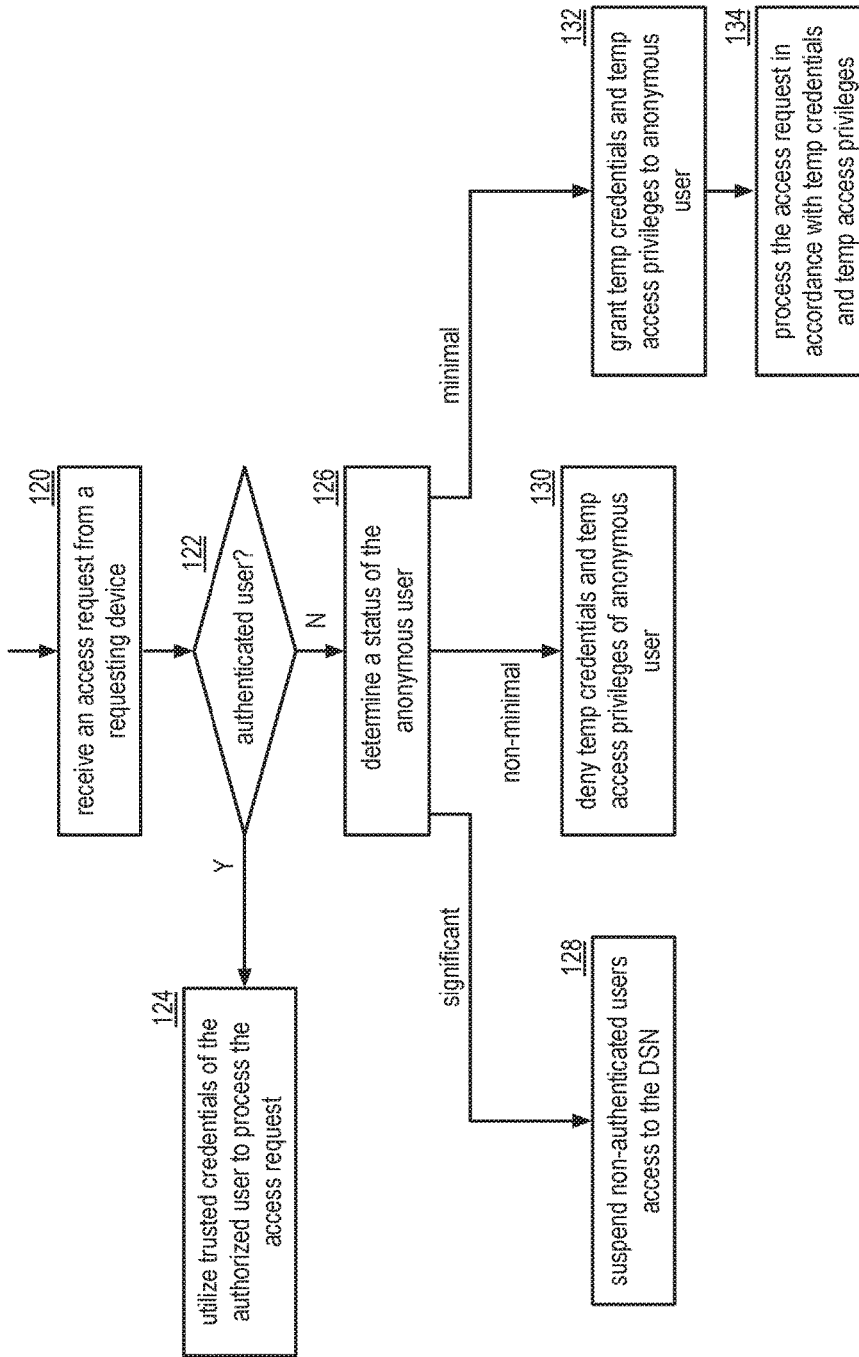 120
receive an access request from a
requesting device
122
authenticated user?
Y
N
124
utilize trusted credentials of the
authorized user to process the
access request
126
determine a status of the
anonymous user
significant
non-minimal
minimal
128
suspend non-authenticated users
access to the DSN
130
deny temp credentials and temp
access privileges of anonymous
user
132
grant temp credentials and temp
access privileges to anonymous
user
134
process the access request in
accordance with temp credentials
and temp access privileges